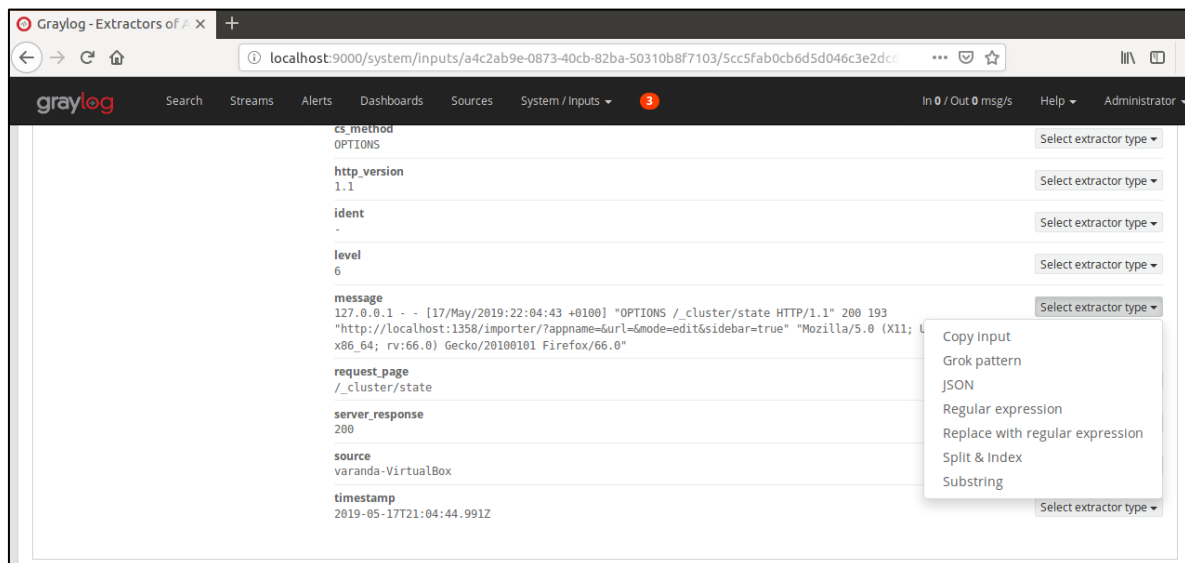 Graylog - Extractors of A
localhost:9000/system/inputs/a4c2ab9e-0873-40cb-82ba-50310b8f7103/5cc5fab0cb6d5d046c3e2dc6
graylog Search Streams Alerts Dashboards Sources System / Inputs 3 In 0 / Out 0 msg/s Help Administrator
cs_method
OPTIONS
Select extractor type
http_version
1.1
Select extractor type
ident
-
Select extractor type
level
6
Select extractor type
message
127.0.0.1 - - [17/May/2019:22:04:43 +0100] "OPTIONS /_cluster/state HTTP/1.1" 200 193
"http://localhost:1358/importer/?appname=&url=&mode=edit&sidebar=true" "Mozilla/5.0 (X11; U
x86_64; rv:66.0) Gecko/20100101 Firefox/66.0"
Select extractor type
Copy input
Grok pattern
JSON
Regular expression
Replace with regular expression
Split & Index
Substring
request_page
/_cluster/state
server_response
200
source
varanda-VirtualBox
timestamp
2019-05-17T21:04:44.991Z
Select extractor type